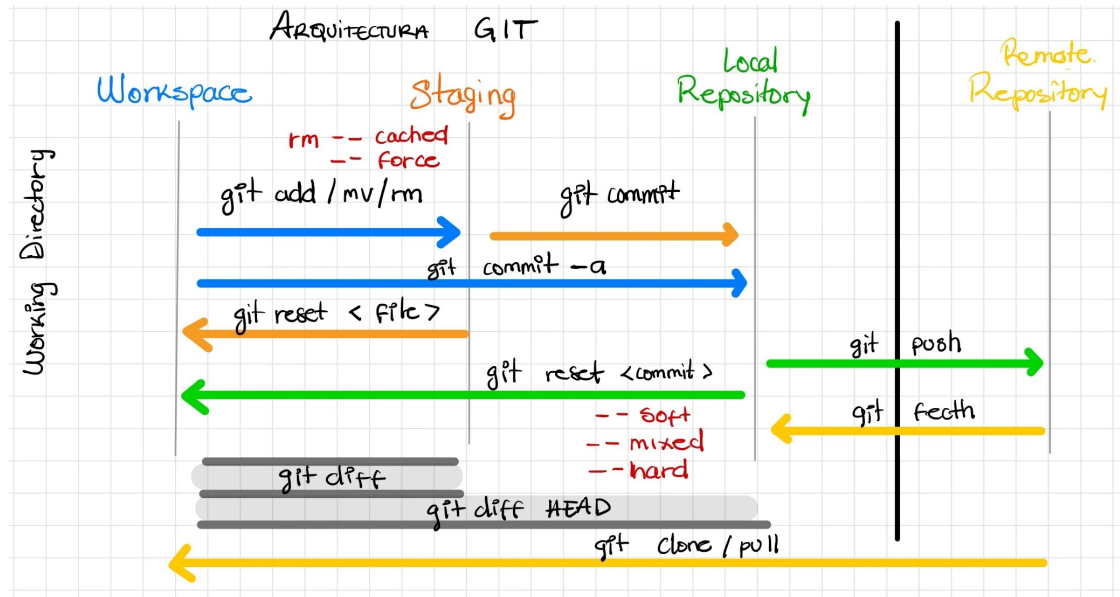 ARQUITECTURA GIT
Workspace
Staging
Local
Repository
Remote.
Repository
Working Directory
rm -- cached
-- force
git add / mv / rm
git commit
git commit -a
git reset < file >
git reset <commit>
-- soft
-- mixed
-- hard
git push
git fecth
git diff
git diff HEAD
git clone / pull